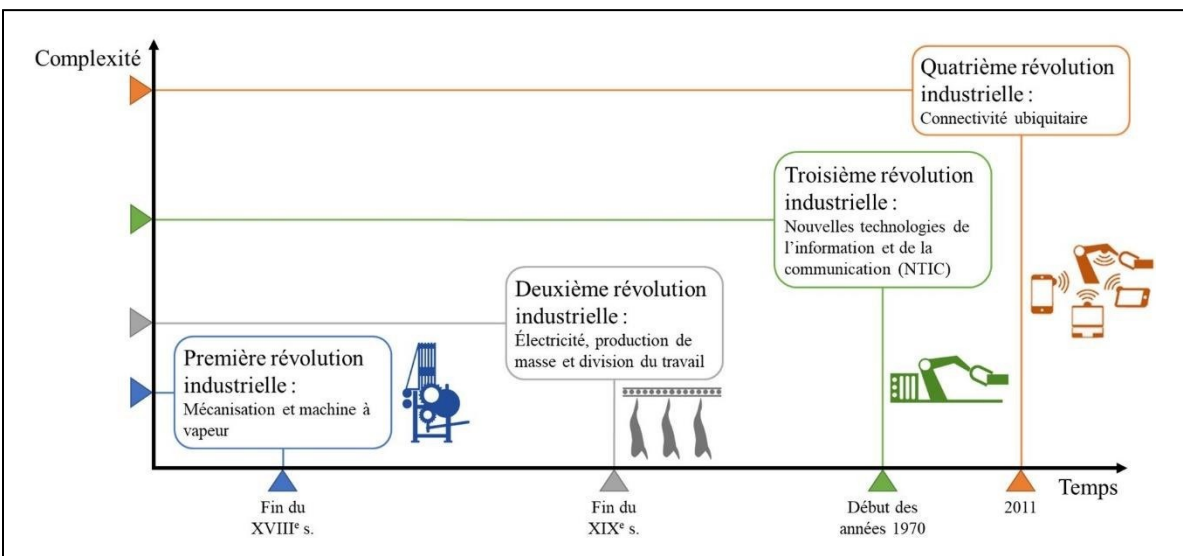 Complexité
Quatrième révolution
industrielle :
Connectivité ubiquitaire
Troisième révolution
industrielle :
Nouvelles technologies de
l’information et de la
communication (NTIC)
Deuxième révolution
industrielle :
Électricité, production de
masse et division du travail
Première révolution
industrielle :
Mécanisation et machine à
vapeur
Temps
Fin du
XVIIIᵉ s.
Fin du
XIXᵉ s.
Début des
années 1970
2011